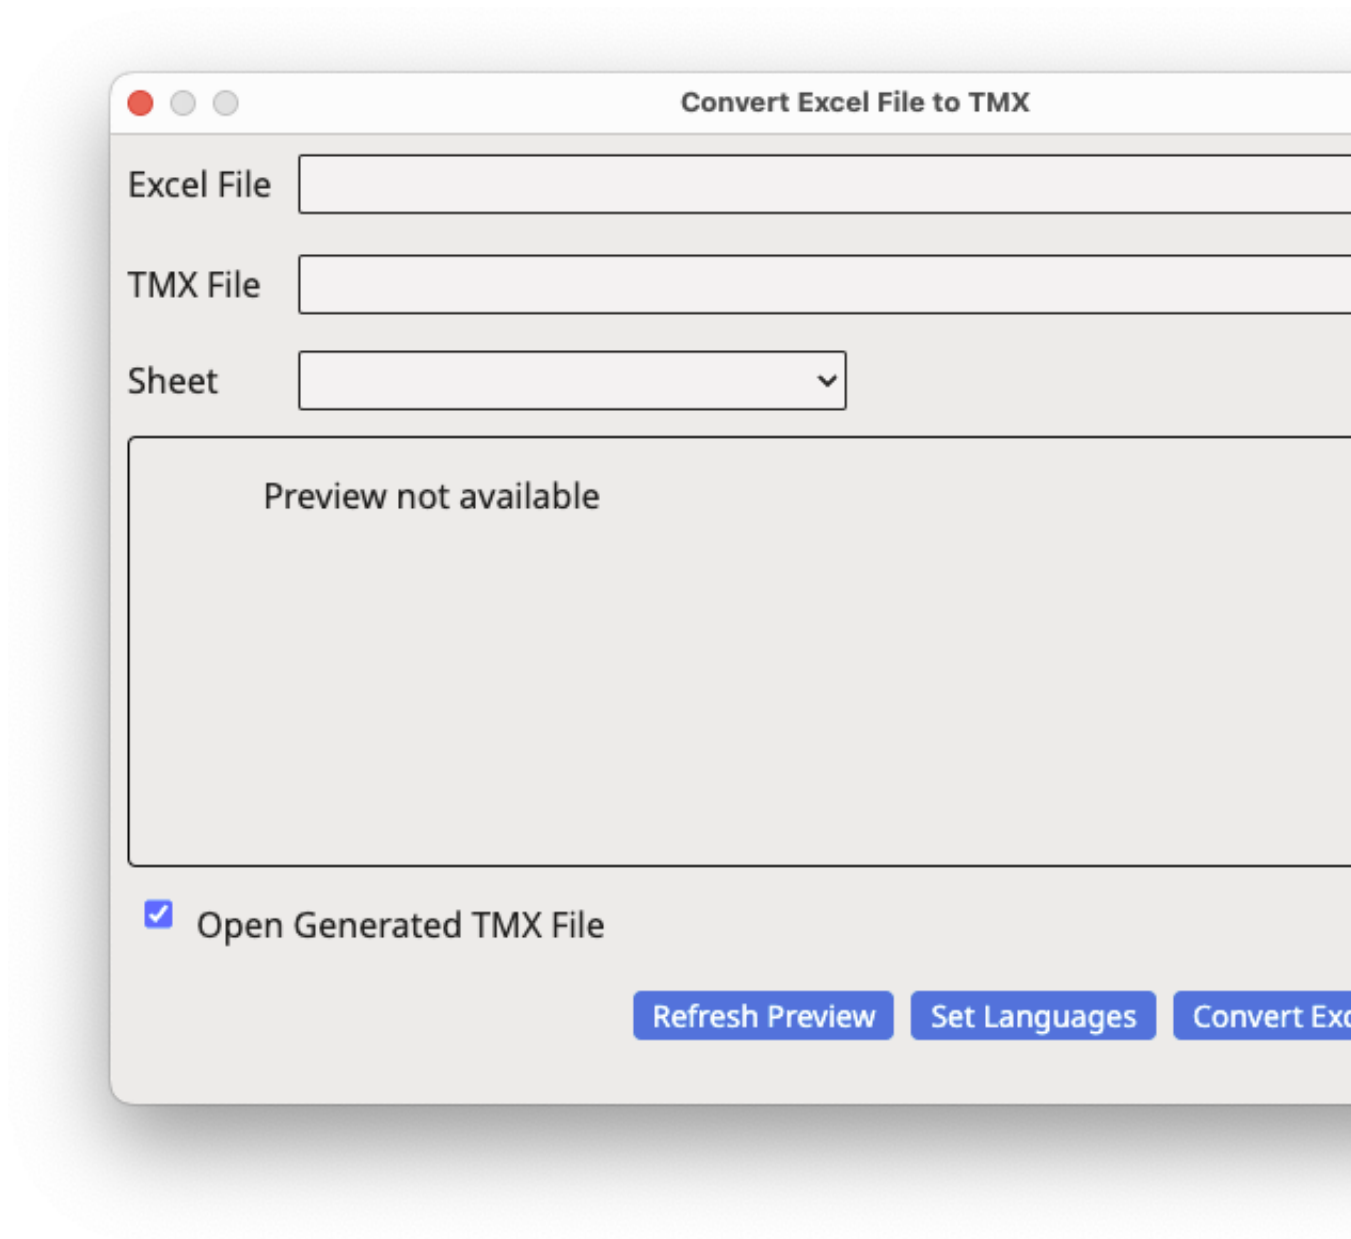 Convert Excel File to TMX
Excel File
TMX File
Sheet
Preview not available
Open Generated TMX File
Refresh Preview Set Languages Convert